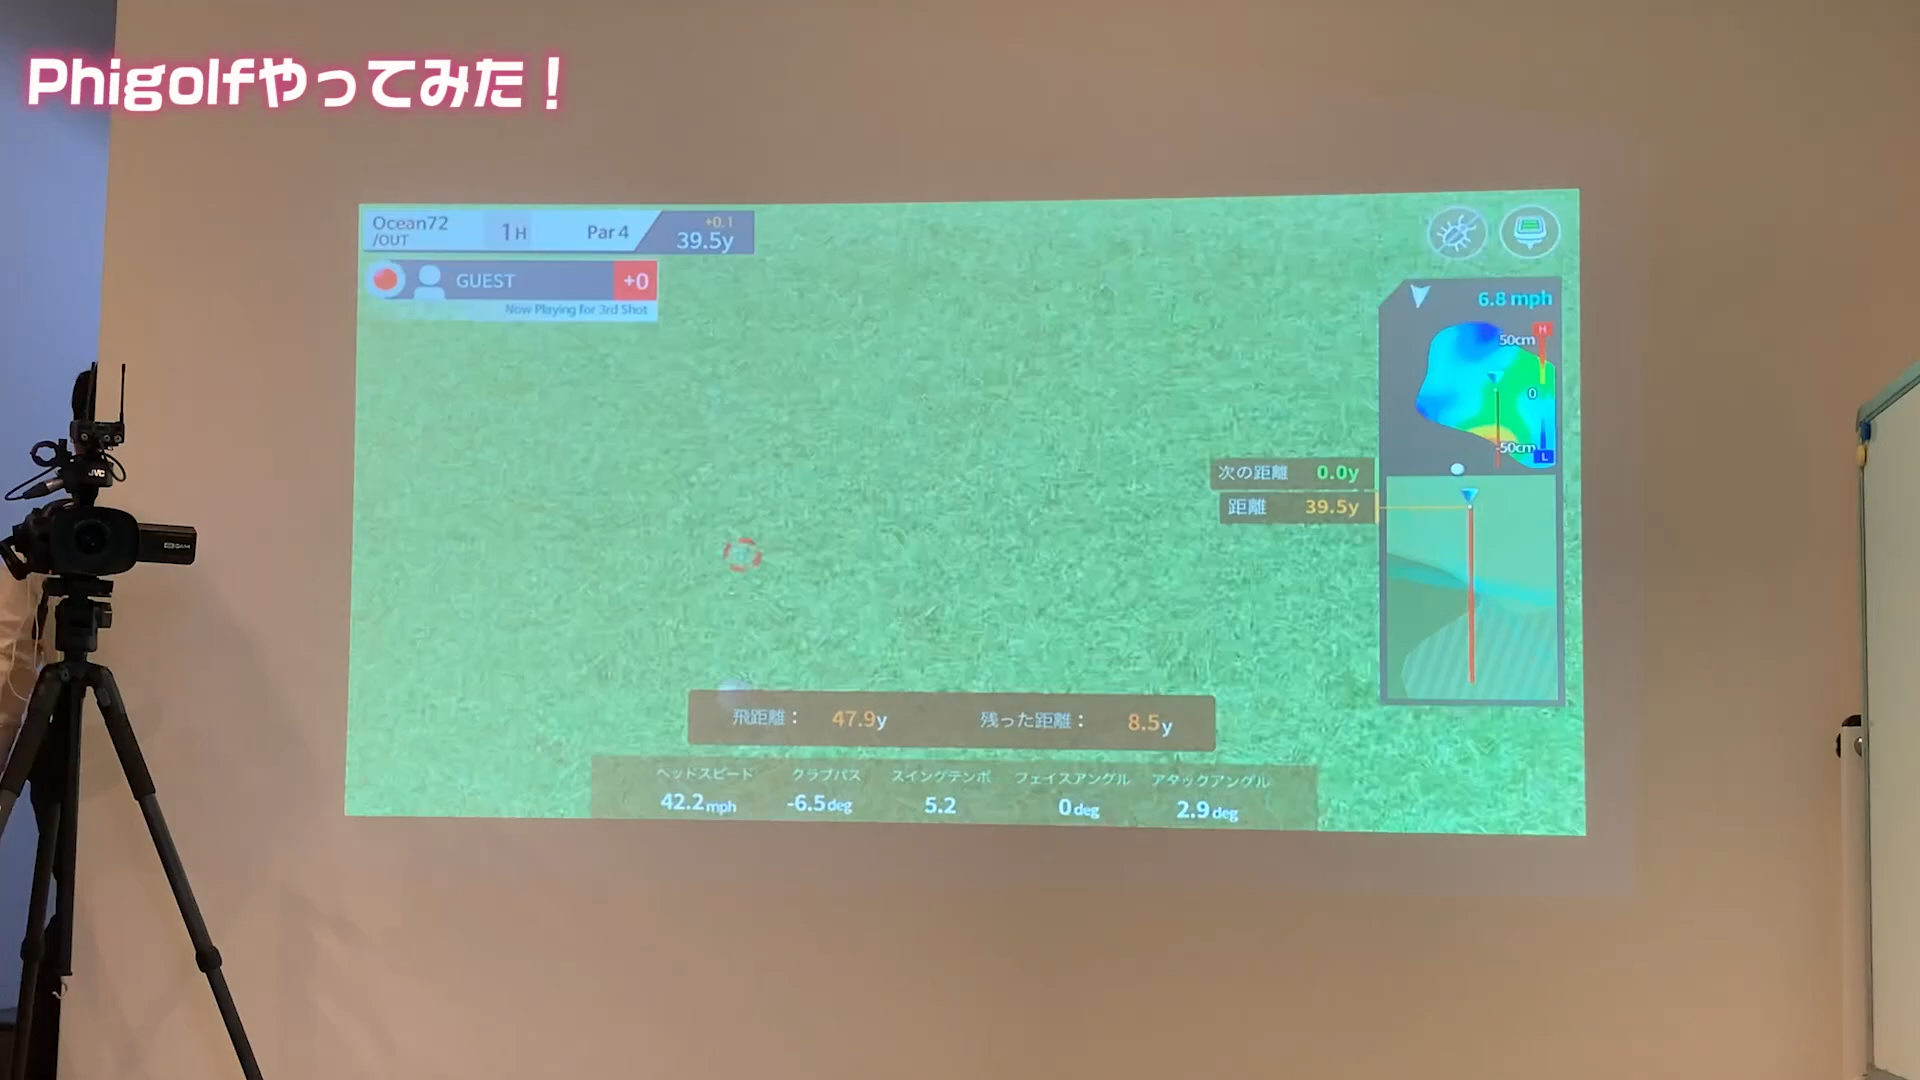 Phigolfやってみた！
Ocean72
/OUT
1H
Par 4
+0.1
39.5y
GUEST
+0
Now Playing for 3rd Shot
6.8 mph
H
50cm
0
-50cm
L
次の距離 0.0y
距離 39.5y
JVC
飛距離： 47.9y 残った距離： 8.5y
ヘッドスピード クラブパス スイングテンポ フェイスアングル アタックアングル
42.2mph -6.5deg 5.2 0deg 2.9deg